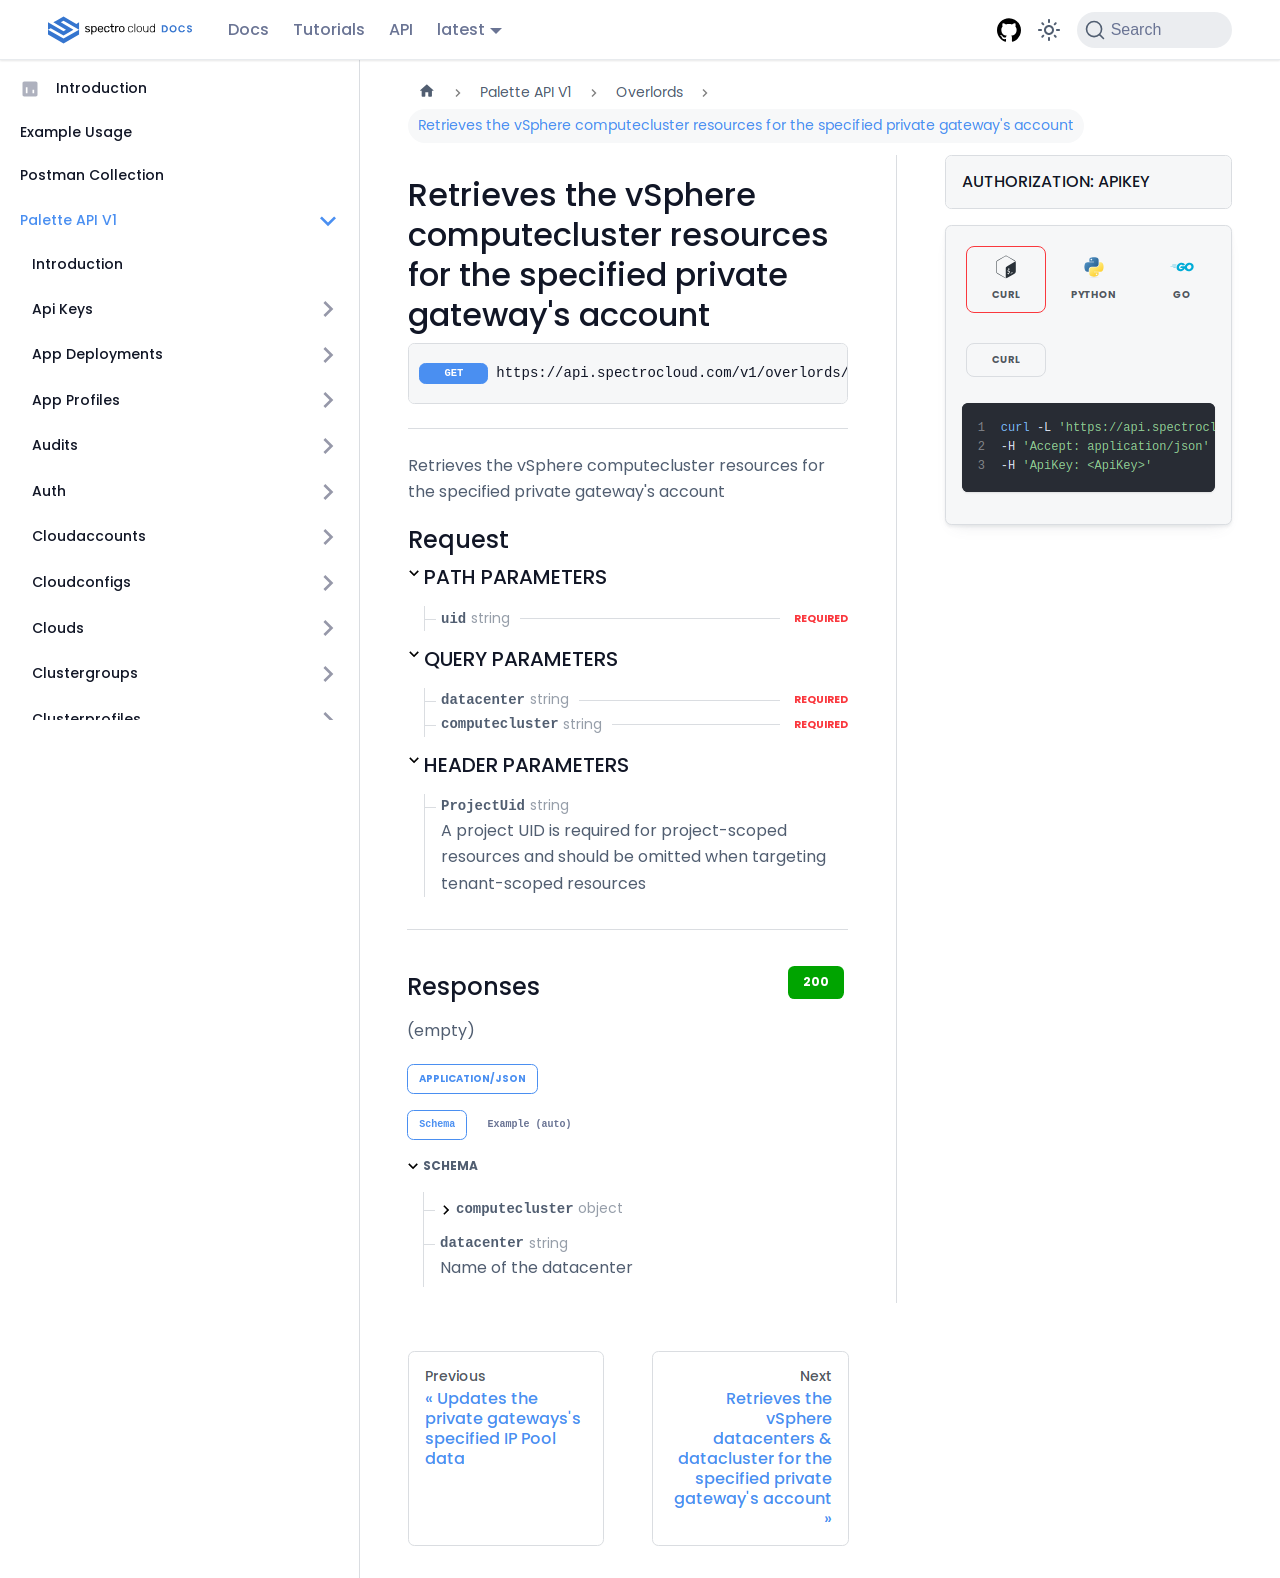 spectro cloud DOCS
Docs
Tutorials
API
latest
Search
Introduction
Example Usage
Postman Collection
Palette API V1
Introduction
Api Keys
App Deployments
App Profiles
Audits
Auth
Cloudaccounts
Cloudconfigs
Clouds
Clustergroups
Clusterprofiles
Palette API V1
Overlords
Retrieves the vSphere computecluster resources for the specified private gateway's account
Retrieves the vSphere
computecluster resources
for the specified private
gateway's account
GET https://api.spectrocloud.com/v1/overlords/
Retrieves the vSphere computecluster resources for
the specified private gateway's account
Request
PATH PARAMETERS
uid string REQUIRED
QUERY PARAMETERS
datacenter string REQUIRED
computecluster string REQUIRED
HEADER PARAMETERS
ProjectUid string
A project UID is required for project-scoped
resources and should be omitted when targeting
tenant-scoped resources
Responses
200
(empty)
APPLICATION/JSON
Schema
Example (auto)
SCHEMA
computecluster object
datacenter string
Name of the datacenter
Previous
« Updates the
private gateways's
specified IP Pool
data
Next
Retrieves the
vSphere
datacenters &
datacluster for the
specified private
gateway's account
»
AUTHORIZATION: APIKEY
CURL
PYTHON
GO
CURL
1 curl -L 'https://api.spectrocl
2 -H 'Accept: application/json'
3 -H 'ApiKey: <ApiKey>'